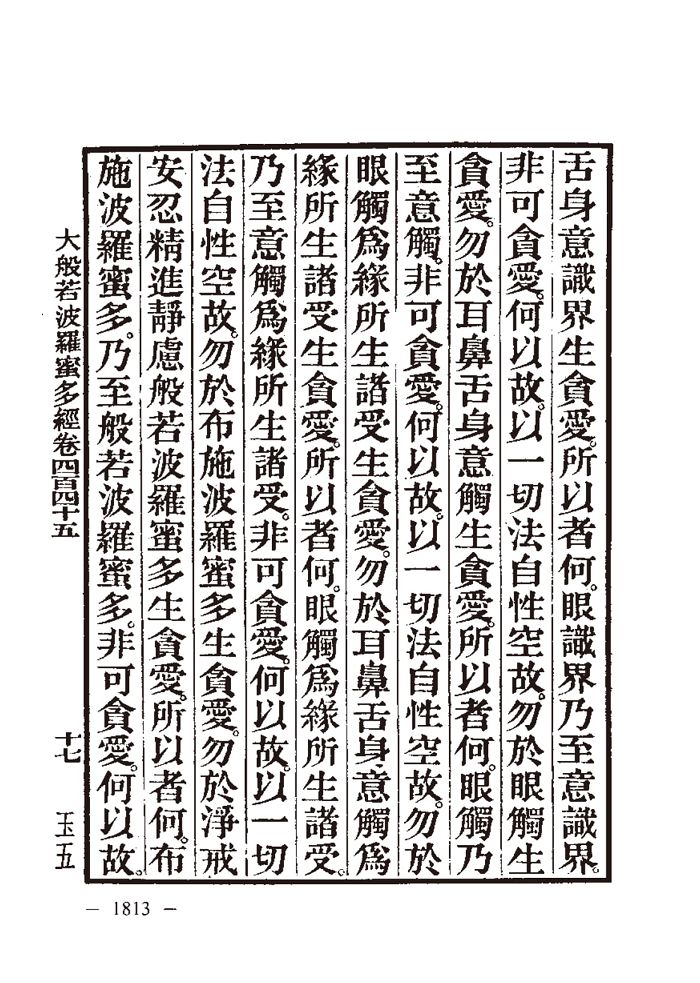 舌身意識界生貪愛。所以者何。眼識界乃至意識界。
非可貪愛。何以故。以一切法自性空故。勿於眼觸生
貪愛。勿於耳鼻舌身意觸生貪愛。所以者何。眼觸乃
至意觸。非可貪愛。何以故。以一切法自性空故。勿於
眼觸爲緣所生諸受生貪愛。勿於耳鼻舌身意觸爲
緣所生諸受生貪愛。所以者何。眼觸爲緣所生諸受。
乃至意觸爲緣所生諸受。非可貪愛。何以故。以一切
法自性空故。勿於布施波羅蜜多生貪愛。勿於淨戒
安忍精進靜慮般若波羅蜜多生貪愛。所以者何。布
施波羅蜜多。乃至般若波羅蜜多。非可貪愛。何以故。
大般若波羅蜜多經卷四百四十五 十七 玉五
— 1813 —